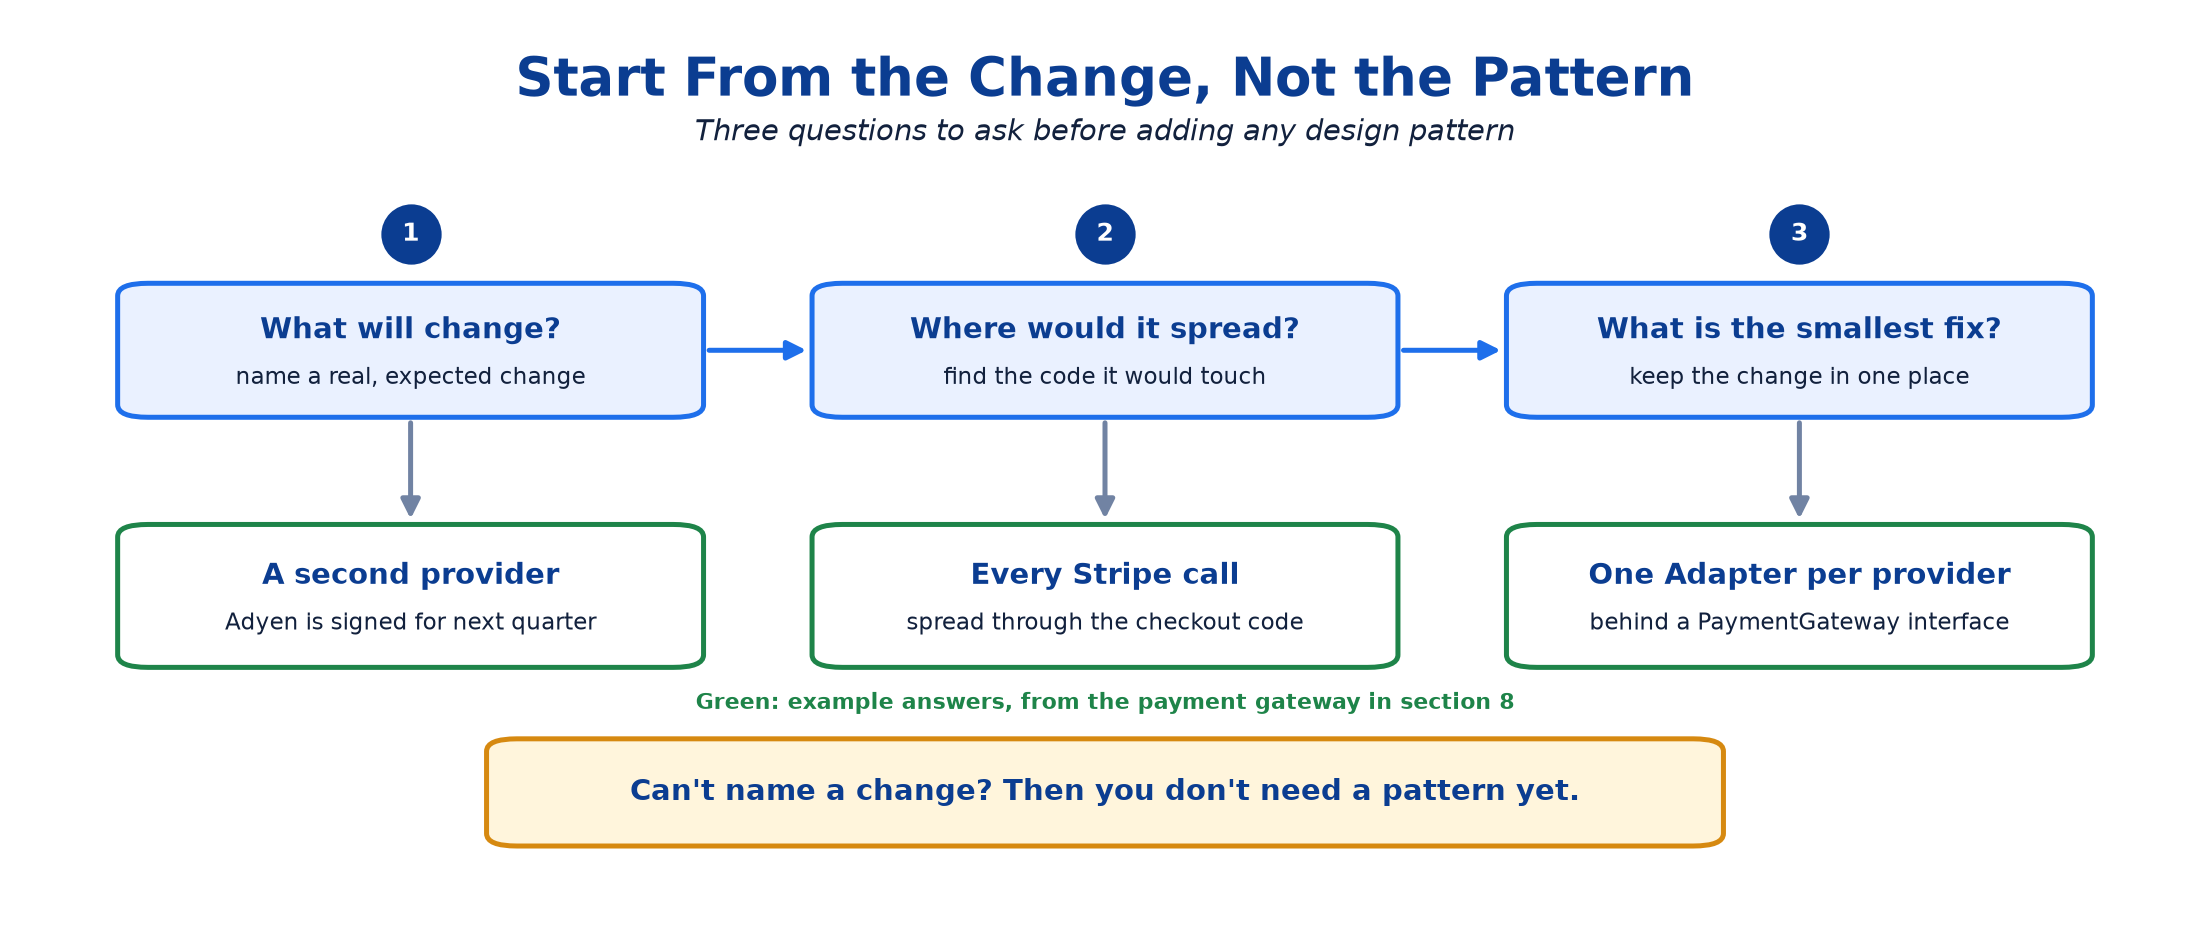 Start From the Change, Not the Pattern
Three questions to ask before adding any design pattern
1
What will change?
name a real, expected change
2
Where would it spread?
find the code it would touch
3
What is the smallest fix?
keep the change in one place
A second provider
Adyen is signed for next quarter
Every Stripe call
spread through the checkout code
One Adapter per provider
behind a PaymentGateway interface
Green: example answers, from the payment gateway in section 8
Can't name a change? Then you don't need a pattern yet.